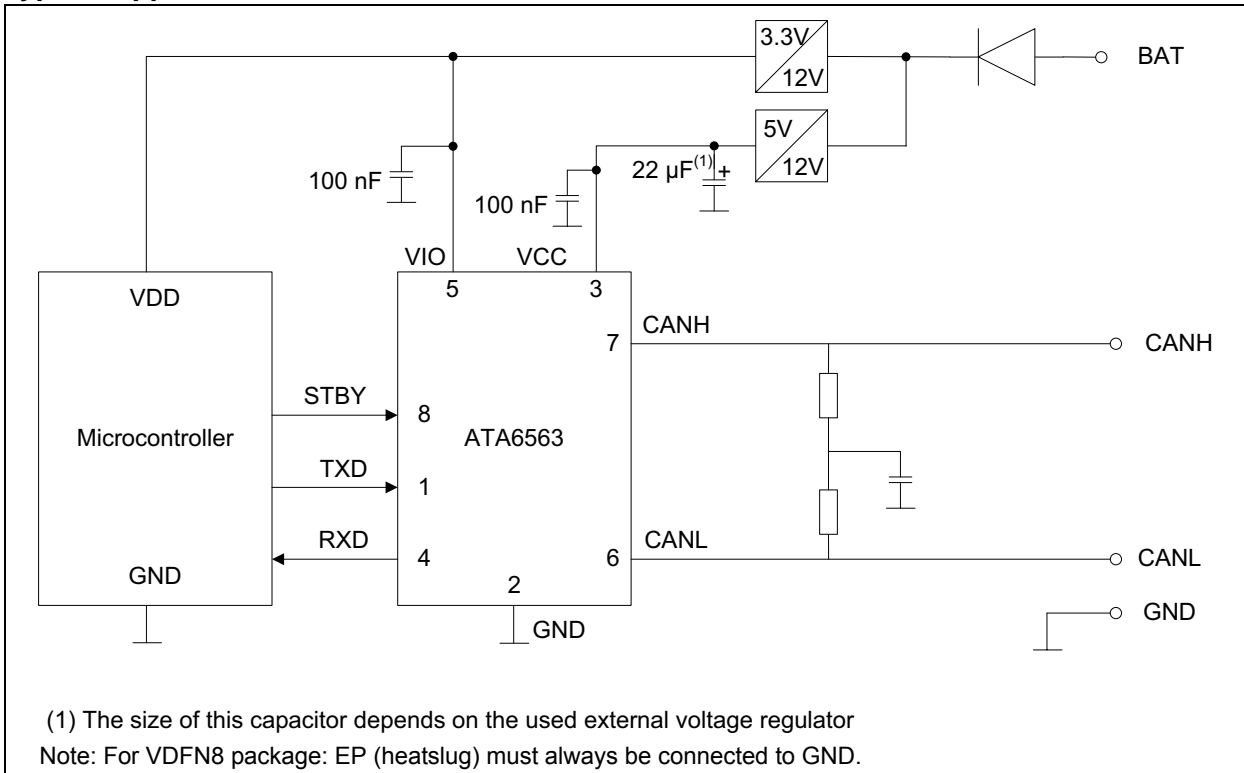 3.3V
12V
BAT
5V
12V
100 nF
22 µF(1)
+
100 nF
VIO
VCC
5
3
VDD
CANH
7
CANH
STBY
8
Microcontroller
ATA6563
TXD
1
RXD
4
CANL
6
CANL
GND
2
GND
GND
(1) The size of this capacitor depends on the used external voltage regulator
Note: For VDFN8 package: EP (heatslug) must always be connected to GND.